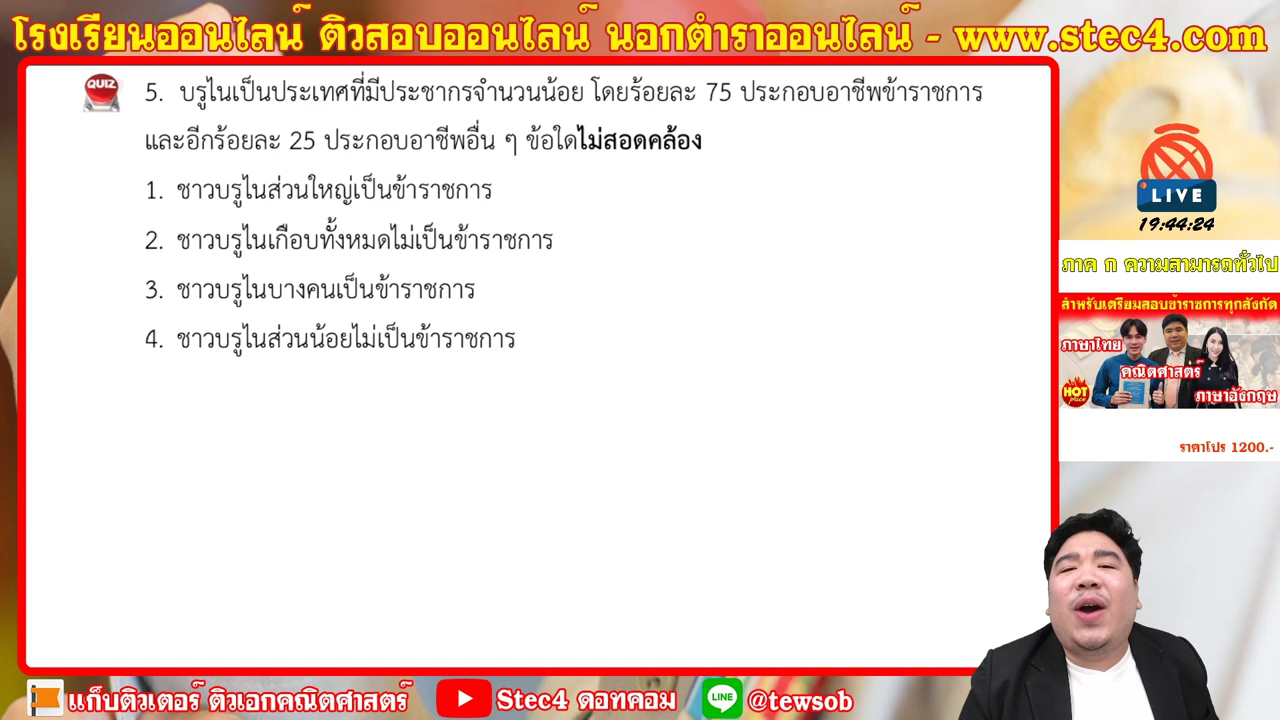 โรงเรียนออนไลน์ ติวสอบออนไลน์ นอกตำราออนไลน์ - www.stec4.com
QUIZ
5. บรูไนเป็นประเทศที่มีประชากรจำนวนน้อย โดยร้อยละ 75 ประกอบอาชีพข้าราชการ
และอีกร้อยละ 25 ประกอบอาชีพอื่น ๆ ข้อใดไม่สอดคล้อง
1. ชาวบรูไนส่วนใหญ่เป็นข้าราชการ
2. ชาวบรูไนเกือบทั้งหมดไม่เป็นข้าราชการ
3. ชาวบรูไนบางคนเป็นข้าราชการ
4. ชาวบรูไนส่วนน้อยไม่เป็นข้าราชการ
LIVE
19:44:24
ภาค ก ความสามารถทั่วไป
สำหรับเตรียมสอบข้าราชการทุกสังกัด
ภาษาไทย
คณิตศาสตร์
HOT
price
ภาษาอังกฤษ
ราคาโปร 1200.-
แก๊บติวเตอร์ ติวเอกคณิตศาสตร์
Stec4 ดอทคอม
LINE
@tewsob